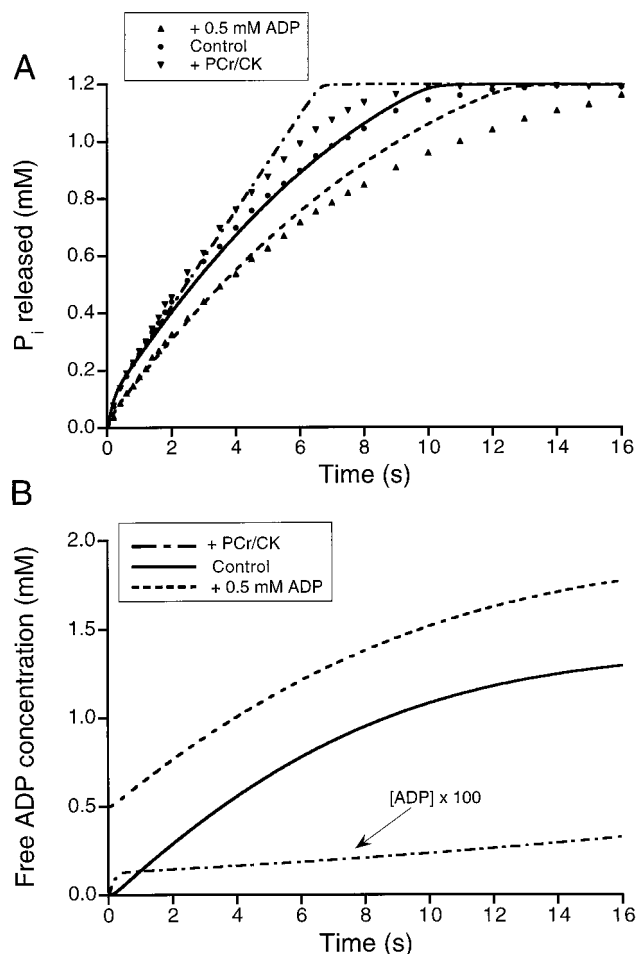 + 0.5 mM ADP
Control
+ PCr/CK
A
1.2
1.0
0.8
0.6
0.4
0.2
0.0
Pi released (mM)
0 2 4 6 8 10 12 14 16
Time (s)
B
+ PCr/CK
Control
+ 0.5 mM ADP
2.0
1.5
1.0
0.5
0.0
Free ADP concentration (mM)
[ADP] x 100
0 2 4 6 8 10 12 14 16
Time (s)